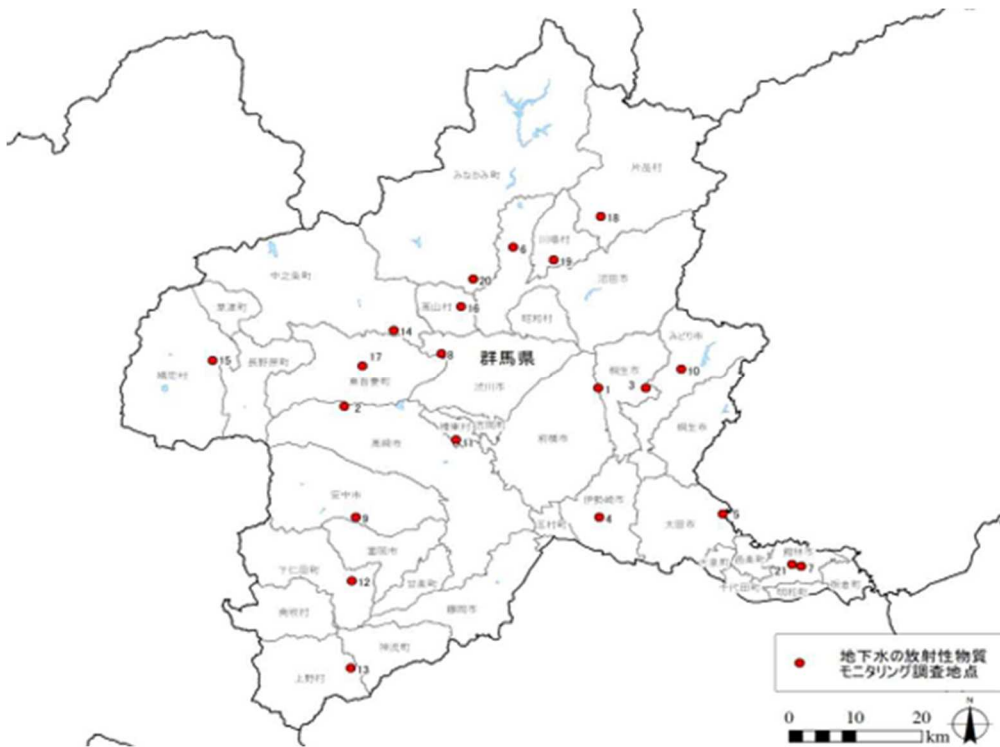 片品村
みなかみ町
18
川場村
6
19
中之条町
沼田市
20
草津町
高山村
16
昭和村
14
みどり市
群馬県
8
15
長野原町
17
桐生市
10
嬬恋村
東吾妻町
渋川市
3
1
2
榛東村
吉岡町
桐生市
11
高崎市
前橋市
安中市
伊勢崎市
9
4
太田市
5
玉村町
富岡市
館林市
下仁田町
大泉町
邑楽町
21
7
12
甘楽町
千代田町
明和町
板倉町
南牧村
藤岡市
神流町
上野村
13
地下水の放射性物質
モニタリング調査地点
N
0 10 20
km